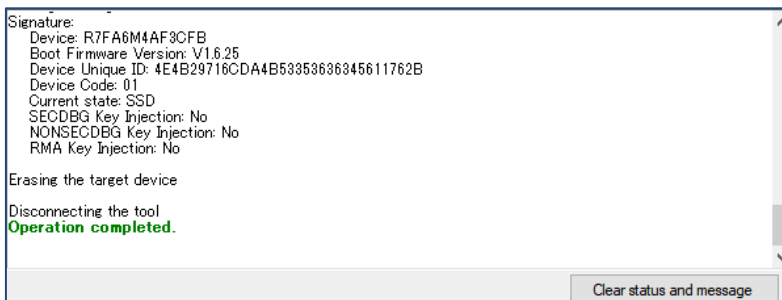 Signature:
Device: R7FA6M4AF3CFB
Boot Firmware Version: V1.6.25
Device Unique ID: 4E4B29716CDA4B53353636345611762B
Device Code: 01
Current state: SSD
SECDBG Key Injection: No
NONSECDBG Key Injection: No
RMA Key Injection: No
Erasing the target device
Disconnecting the tool
Operation completed.
Clear status and message